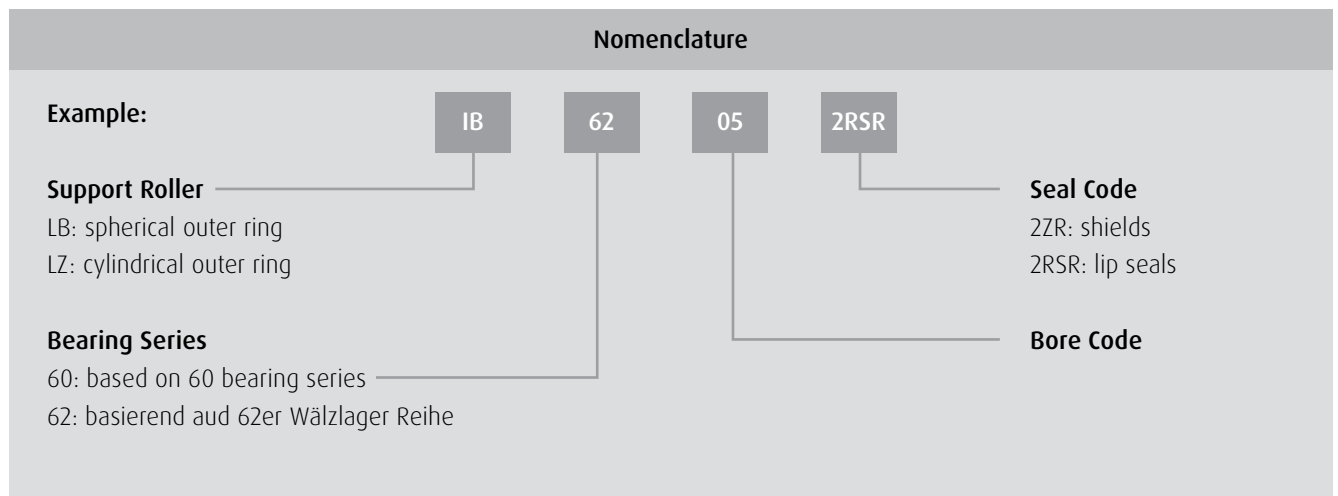 Nomenclature
Example:
IB 62 05 2RSR
Support Roller
LB: spherical outer ring
LZ: cylindrical outer ring
Seal Code
2ZR: shields
2RSR: lip seals
Bearing Series
60: based on 60 bearing series
62: basierend aud 62er Wälzlager Reihe
Bore Code